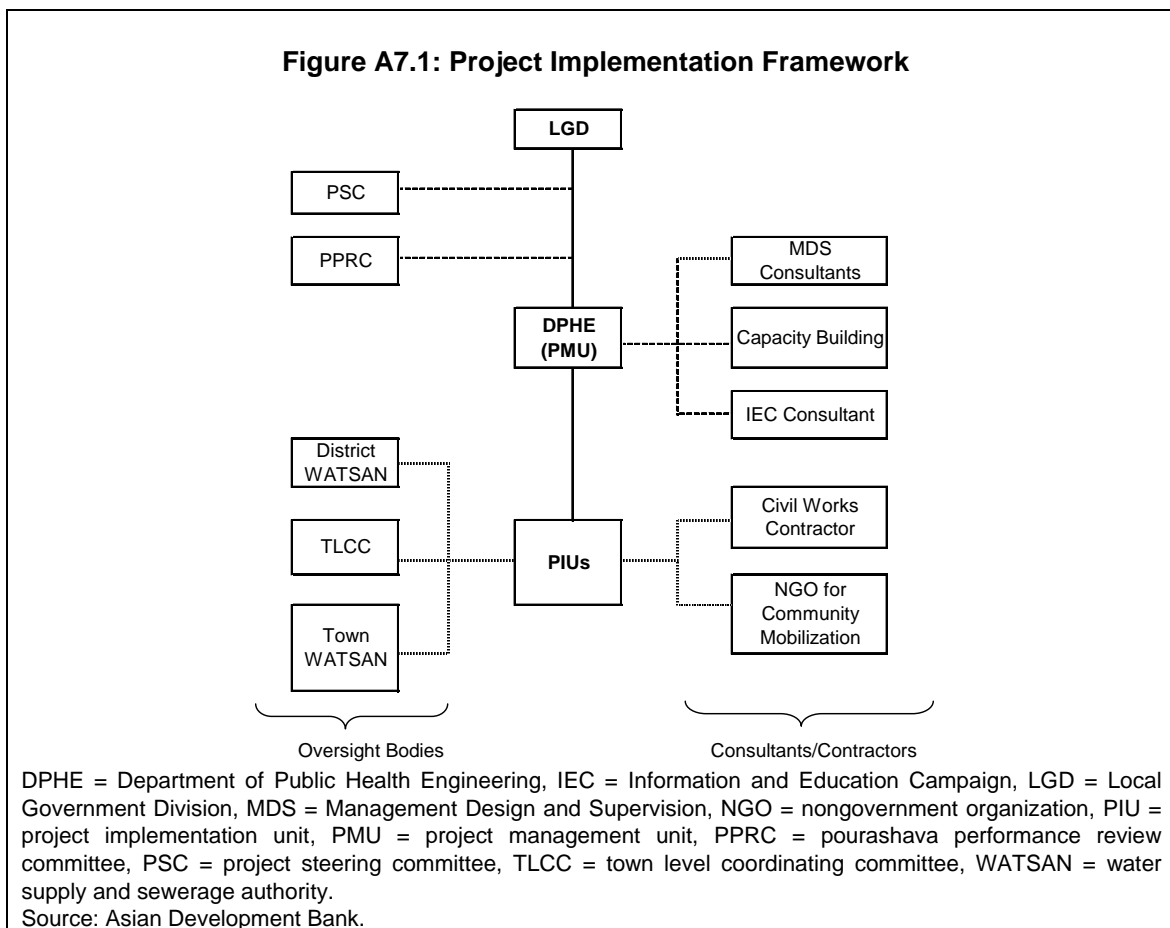 Figure A7.1: Project Implementation Framework
LGD
PSC
PPRC
MDS
Consultants
DPHE
(PMU)
Capacity Building
IEC Consultant
District
WATSAN
Civil Works
Contractor
TLCC
PIUs
NGO for
Community
Mobilization
Town
WATSAN
Oversight Bodies
Consultants/Contractors
DPHE = Department of Public Health Engineering, IEC = Information and Education Campaign, LGD = Local
Government Division, MDS = Management Design and Supervision, NGO = nongovernment organization, PIU =
project implementation unit, PMU = project management unit, PPRC = pourashava performance review
committee, PSC = project steering committee, TLCC = town level coordinating committee, WATSAN = water
supply and sewerage authority.
Source: Asian Development Bank.